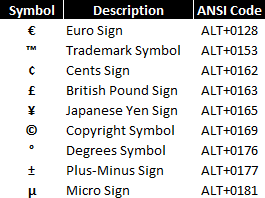 Symbol Description ANSI Code
€ Euro Sign ALT+0128
™ Trademark Symbol ALT+0153
¢ Cents Sign ALT+0162
£ British Pound Sign ALT+0163
¥ Japanese Yen Sign ALT+0165
© Copyright Symbol ALT+0169
° Degrees Symbol ALT+0176
± Plus-Minus Sign ALT+0177
µ Micro Sign ALT+0181